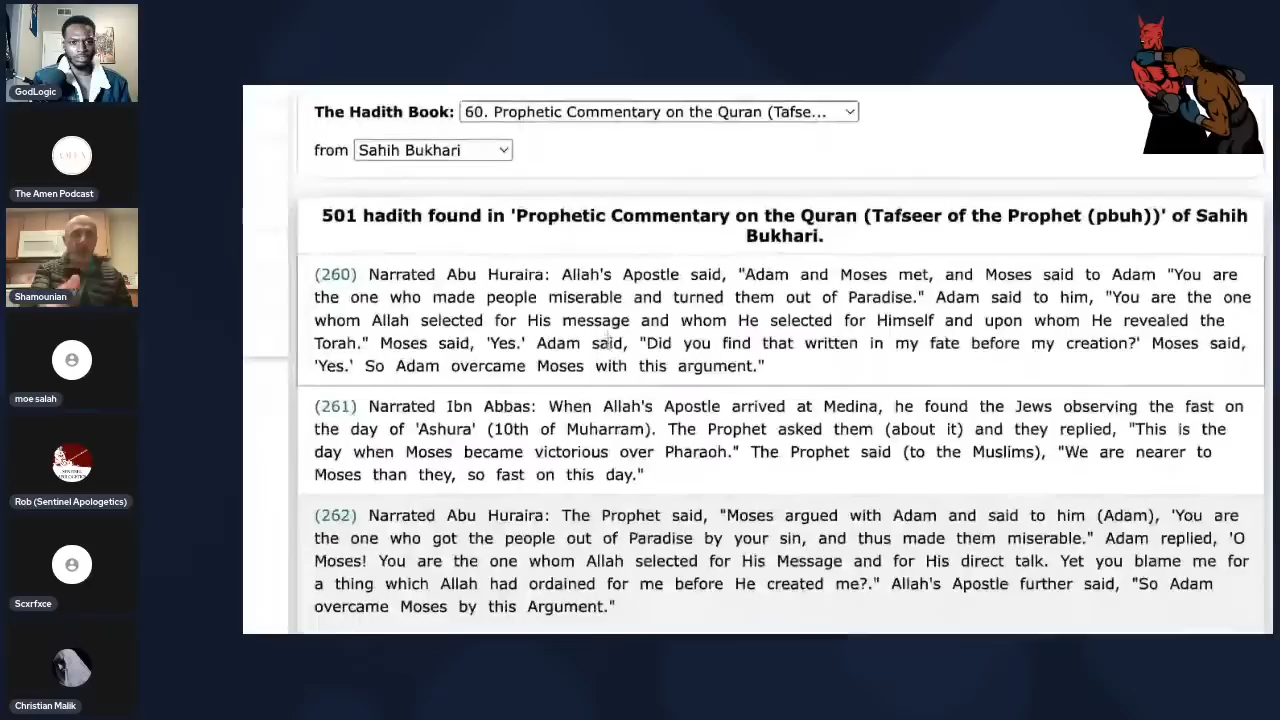 GodLogic
The Amen Podcast
Shamounian
moe salah
Rob (Sentinel Apologetics)
Scxrfxce
Christian Malik
The Hadith Book: 60. Prophetic Commentary on the Quran (Tafse...
from Sahih Bukhari
501 hadith found in 'Prophetic Commentary on the Quran (Tafseer of the Prophet (pbuh))' of Sahih
Bukhari.
(260) Narrated Abu Huraira: Allah's Apostle said, "Adam and Moses met, and Moses said to Adam "You are
the one who made people miserable and turned them out of Paradise." Adam said to him, "You are the one
whom Allah selected for His message and whom He selected for Himself and upon whom He revealed the
Torah." Moses said, 'Yes.' Adam said, "Did you find that written in my fate before my creation?' Moses said,
'Yes.' So Adam overcame Moses with this argument."
(261) Narrated Ibn Abbas: When Allah's Apostle arrived at Medina, he found the Jews observing the fast on
the day of 'Ashura' (10th of Muharram). The Prophet asked them (about it) and they replied, "This is the
day when Moses became victorious over Pharaoh." The Prophet said (to the Muslims), "We are nearer to
Moses than they, so fast on this day."
(262) Narrated Abu Huraira: The Prophet said, "Moses argued with Adam and said to him (Adam), 'You are
the one who got the people out of Paradise by your sin, and thus made them miserable." Adam replied, 'O
Moses! You are the one whom Allah selected for His Message and for His direct talk. Yet you blame me for
a thing which Allah had ordained for me before He created me?." Allah's Apostle further said, "So Adam
overcame Moses by this Argument."